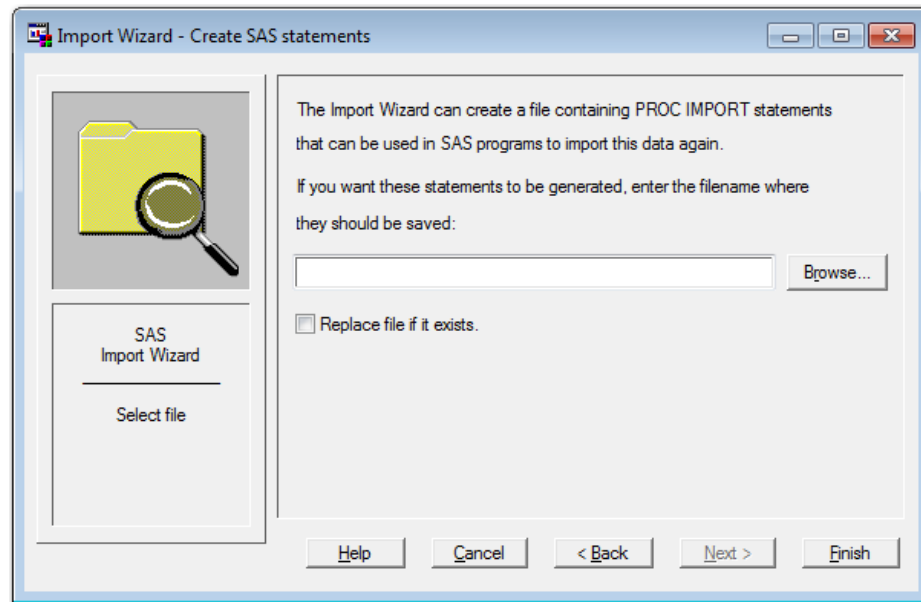 Import Wizard - Create SAS statements
The Import Wizard can create a file containing PROC IMPORT statements
that can be used in SAS programs to import this data again.
If you want these statements to be generated, enter the filename where
they should be saved:
Browse...
Replace file if it exists.
SAS
Import Wizard
Select file
Help
Cancel
< Back
Next >
Finish